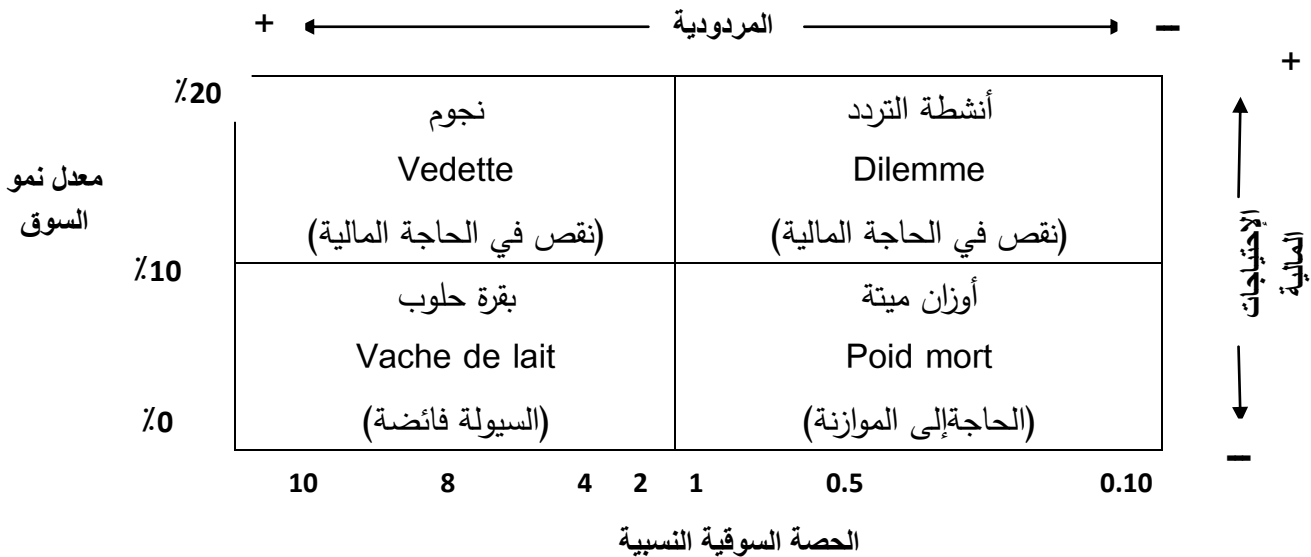 + المردودية −
+
٪20
نجوم
Vedette
(نقص في الحاجة المالية)
أنشطة التردد
Dilemme
(نقص في الحاجة المالية)
معدل نمو
السوق
الإحتياجات
المالية
٪10
بقرة حلوب
Vache de lait
(السيولة فائضة)
أوزان ميتة
Poid mort
(الحاجةإلى الموازنة)
٪0
−
10 8 4 2 1 0.5 0.10
الحصة السوقية النسبية